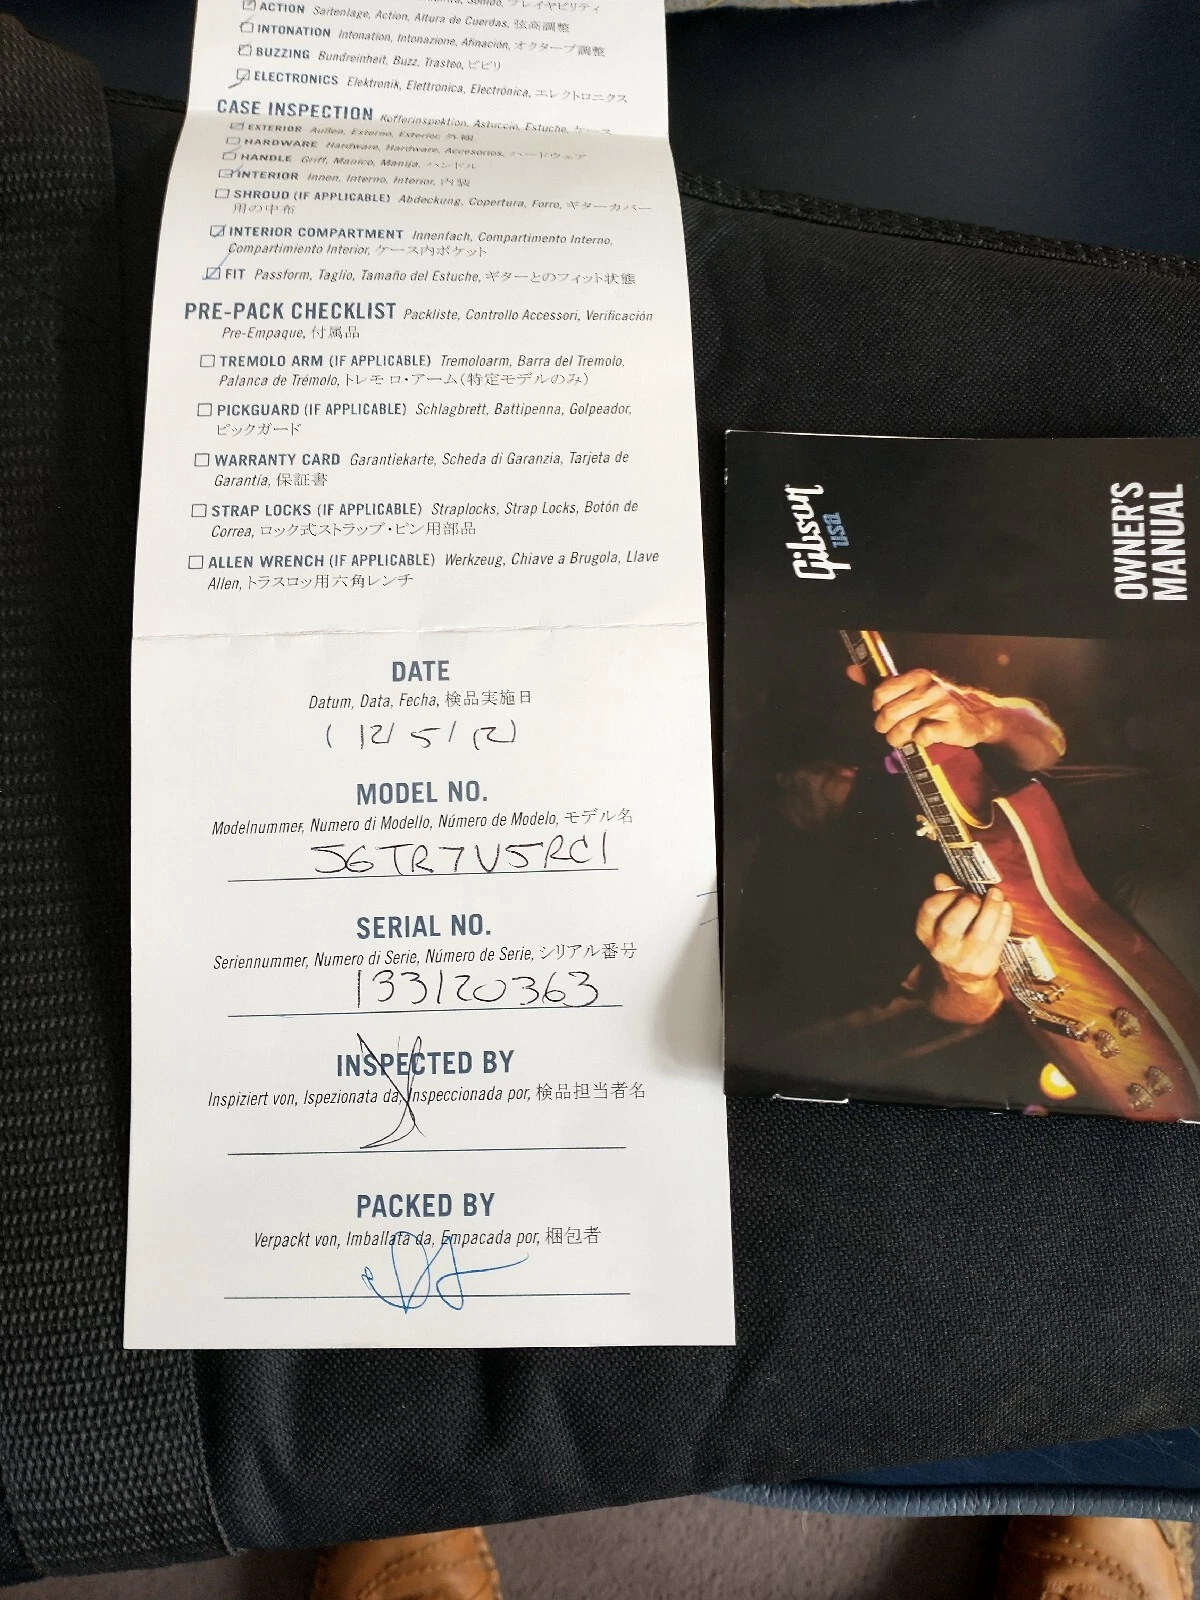 ACTION Saitenlage, Action, Altura de Cuerdas, 弦高調整
INTONATION Intonation, Intonazione, Afinación, オクターブ調整
BUZZING Bundreinheit, Buzz, Trasteo, ビビリ
ELECTRONICS Elektronik, Elettronica, Electrónica, エレクトロニクス
CASE INSPECTION Kofferinspektion, Astuccio, Estuche, ケース
EXTERIOR Außen, Externo, Exterior, 外観
HARDWARE Hardware, Hardware, Accesorios, ハードウェア
HANDLE Griff, Manico, Manija, ハンドル
INTERIOR Innen, Interno, Interior, 内装
SHROUD (IF APPLICABLE) Abdeckung, Copertura, Forro, ギターカバー
用の中布
INTERIOR COMPARTMENT Innenfach, Compartimento Interno,
Compartimiento Interior, ケース内ポケット
FIT Passform, Taglio, Tamaño del Estuche, ギターとのフィット状態
PRE-PACK CHECKLIST Packliste, Controllo Accessori, Verificación
Pre-Empaque, 付属品
TREMOLO ARM (IF APPLICABLE) Tremoloarm, Barra del Tremolo,
Palanca de Trémolo, トレモロ・アーム(特定モデルのみ)
PICKGUARD (IF APPLICABLE) Schlagbrett, Battipenna, Golpeador,
ピックガード
WARRANTY CARD Garantiekarte, Scheda di Garanzia, Tarjeta de
Garantía, 保証書
STRAP LOCKS (IF APPLICABLE) Straplocks, Strap Locks, Botón de
Correa, ロック式ストラップ・ピン用部品
ALLEN WRENCH (IF APPLICABLE) Werkzeug, Chiave a Brugola, Llave
Allen, トラスロッ用六角レンチ
DATE
Datum, Data, Fecha, 検品実施日
( 12/ 5/ 12)
MODEL NO.
Modelnummer, Numero di Modello, Número de Modelo, モデル名
SGTR7V5RC1
SERIAL NO.
Seriennummer, Numero di Serie, Número de Serie, シリアル番号
133120363
INSPECTED BY
Inspiziert von, Ispezionata da, Inspeccionada por, 検品担当者名
PACKED BY
Verpackt von, Imballata da, Empacada por, 梱包者
Gibson
USA
OWNER'S
MANUAL